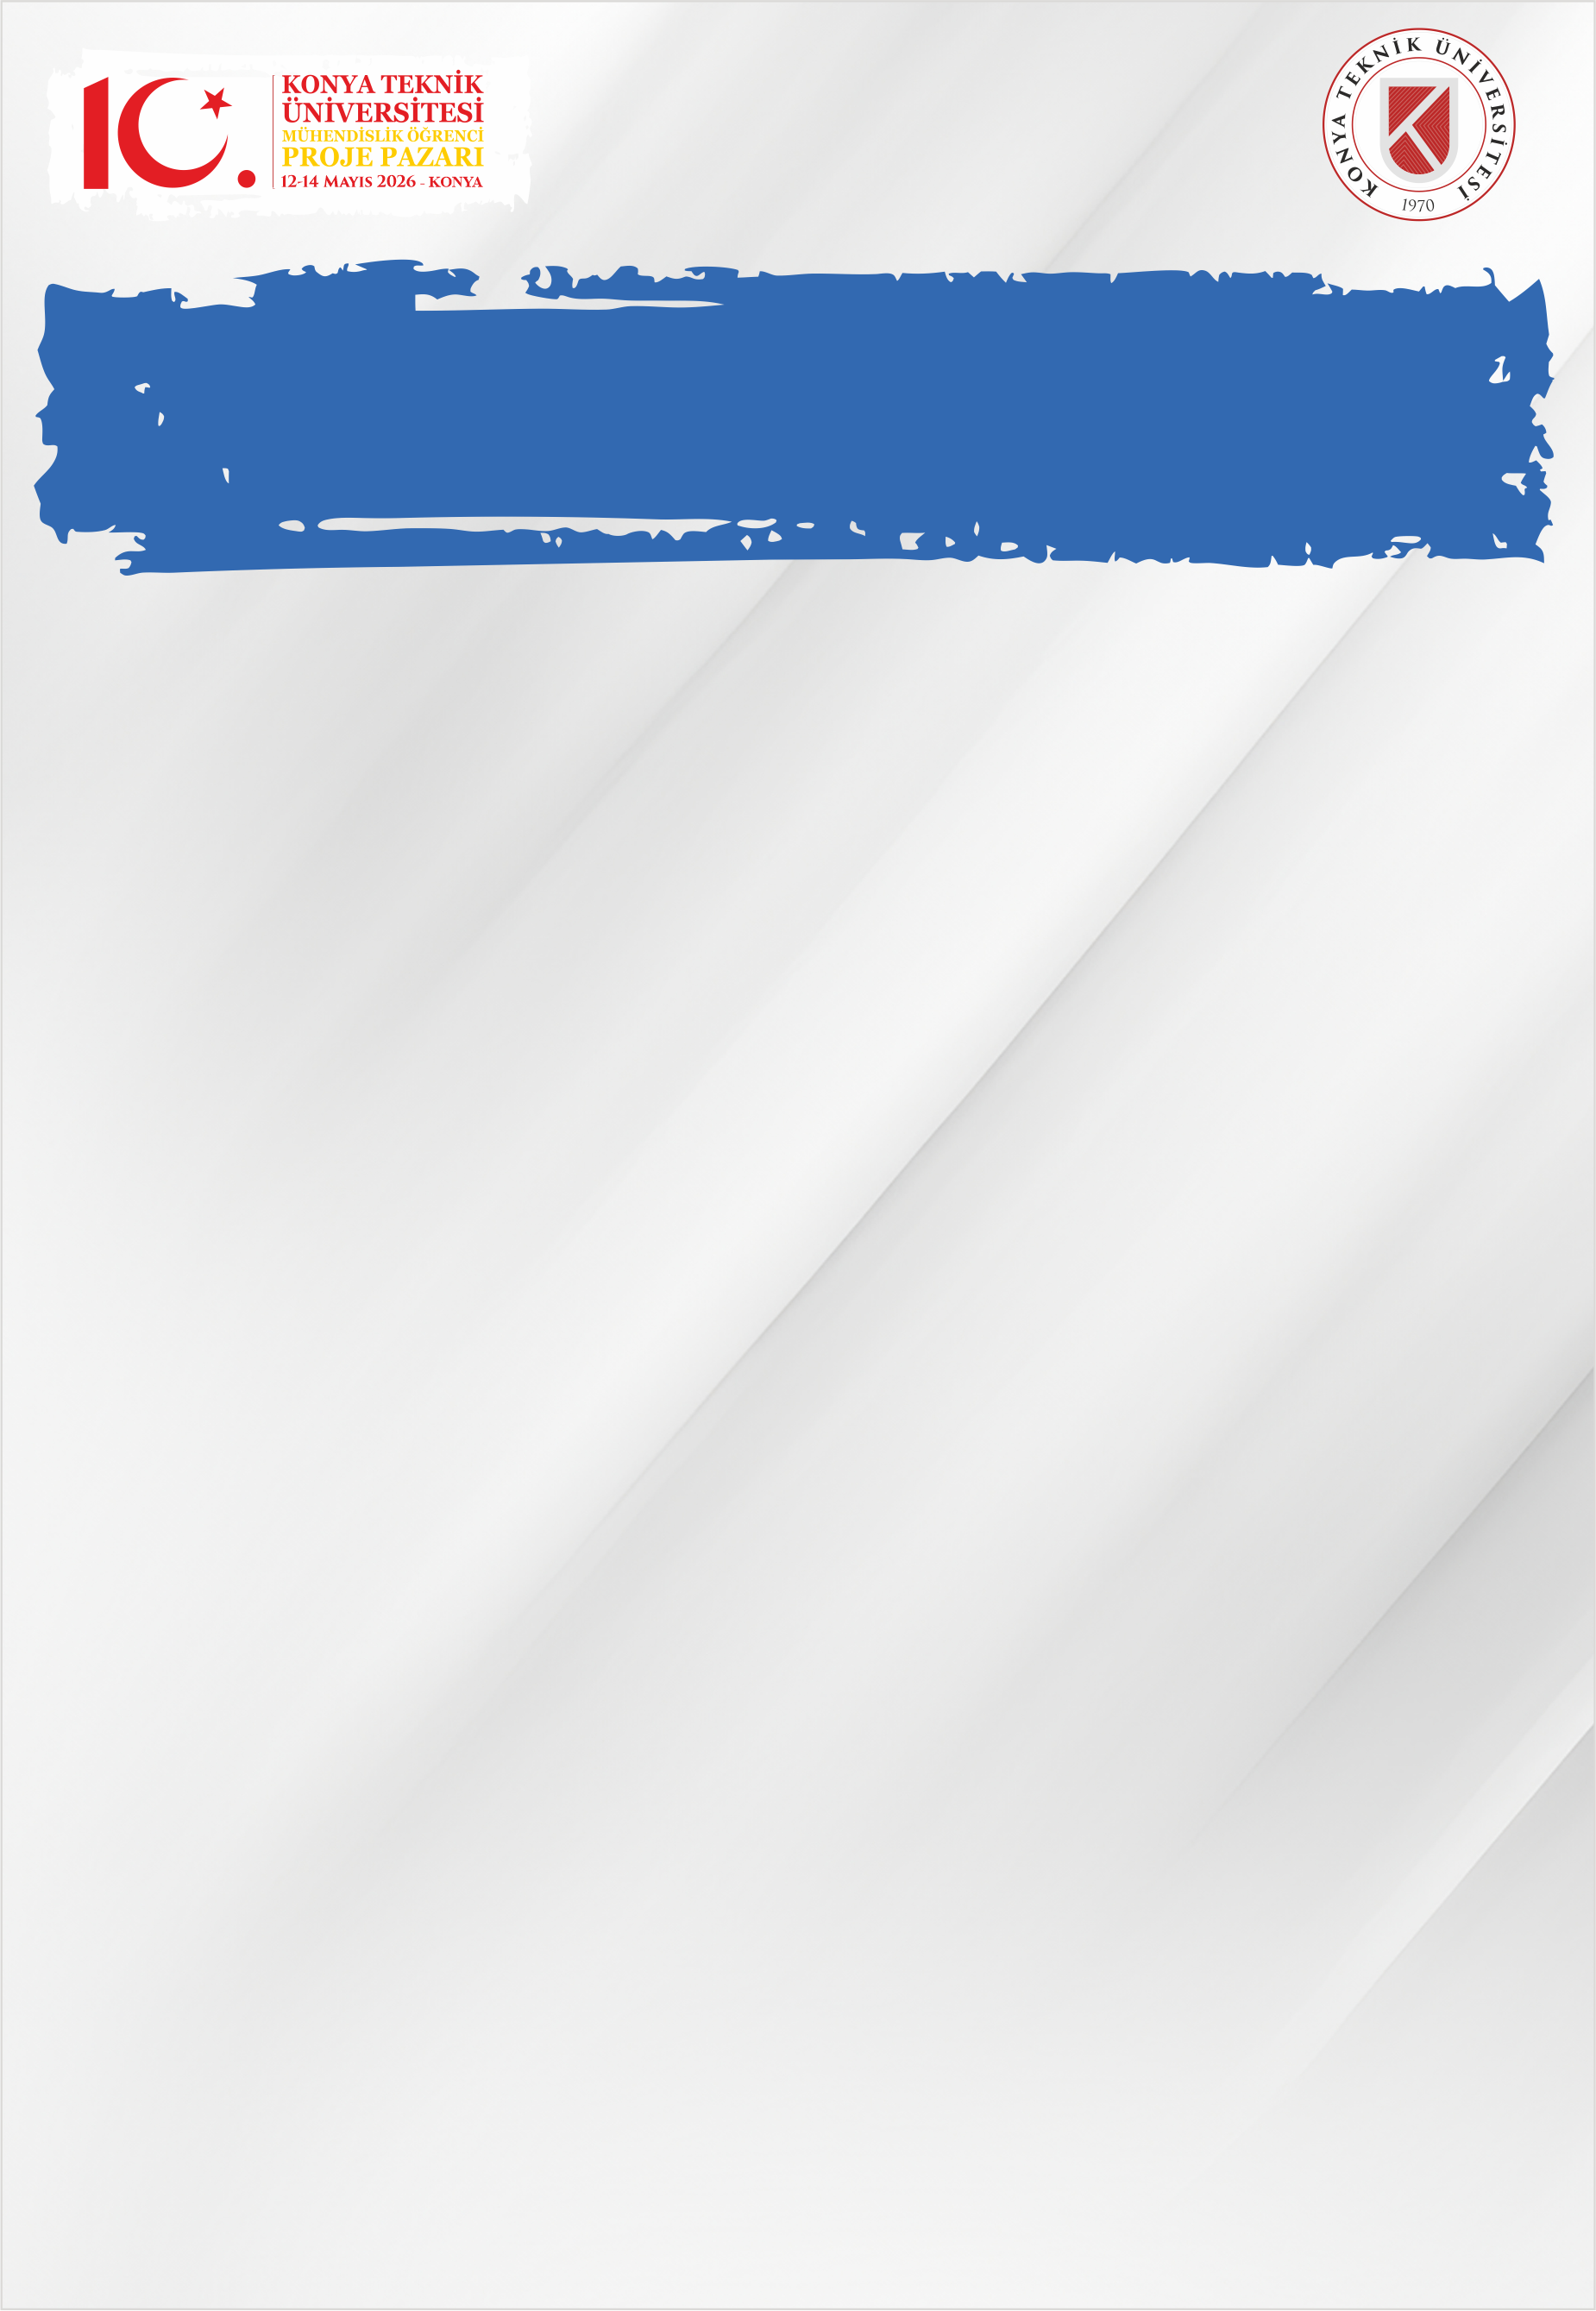 10.
KONYA TEKNİK
ÜNİVERSİTESİ
MÜHENDİSLİK ÖĞRENCİ
PROJE PAZARI
12-14 MAYIS 2026 - KONYA
KONYA TEKNİK ÜNİVERSİTESİ
1970